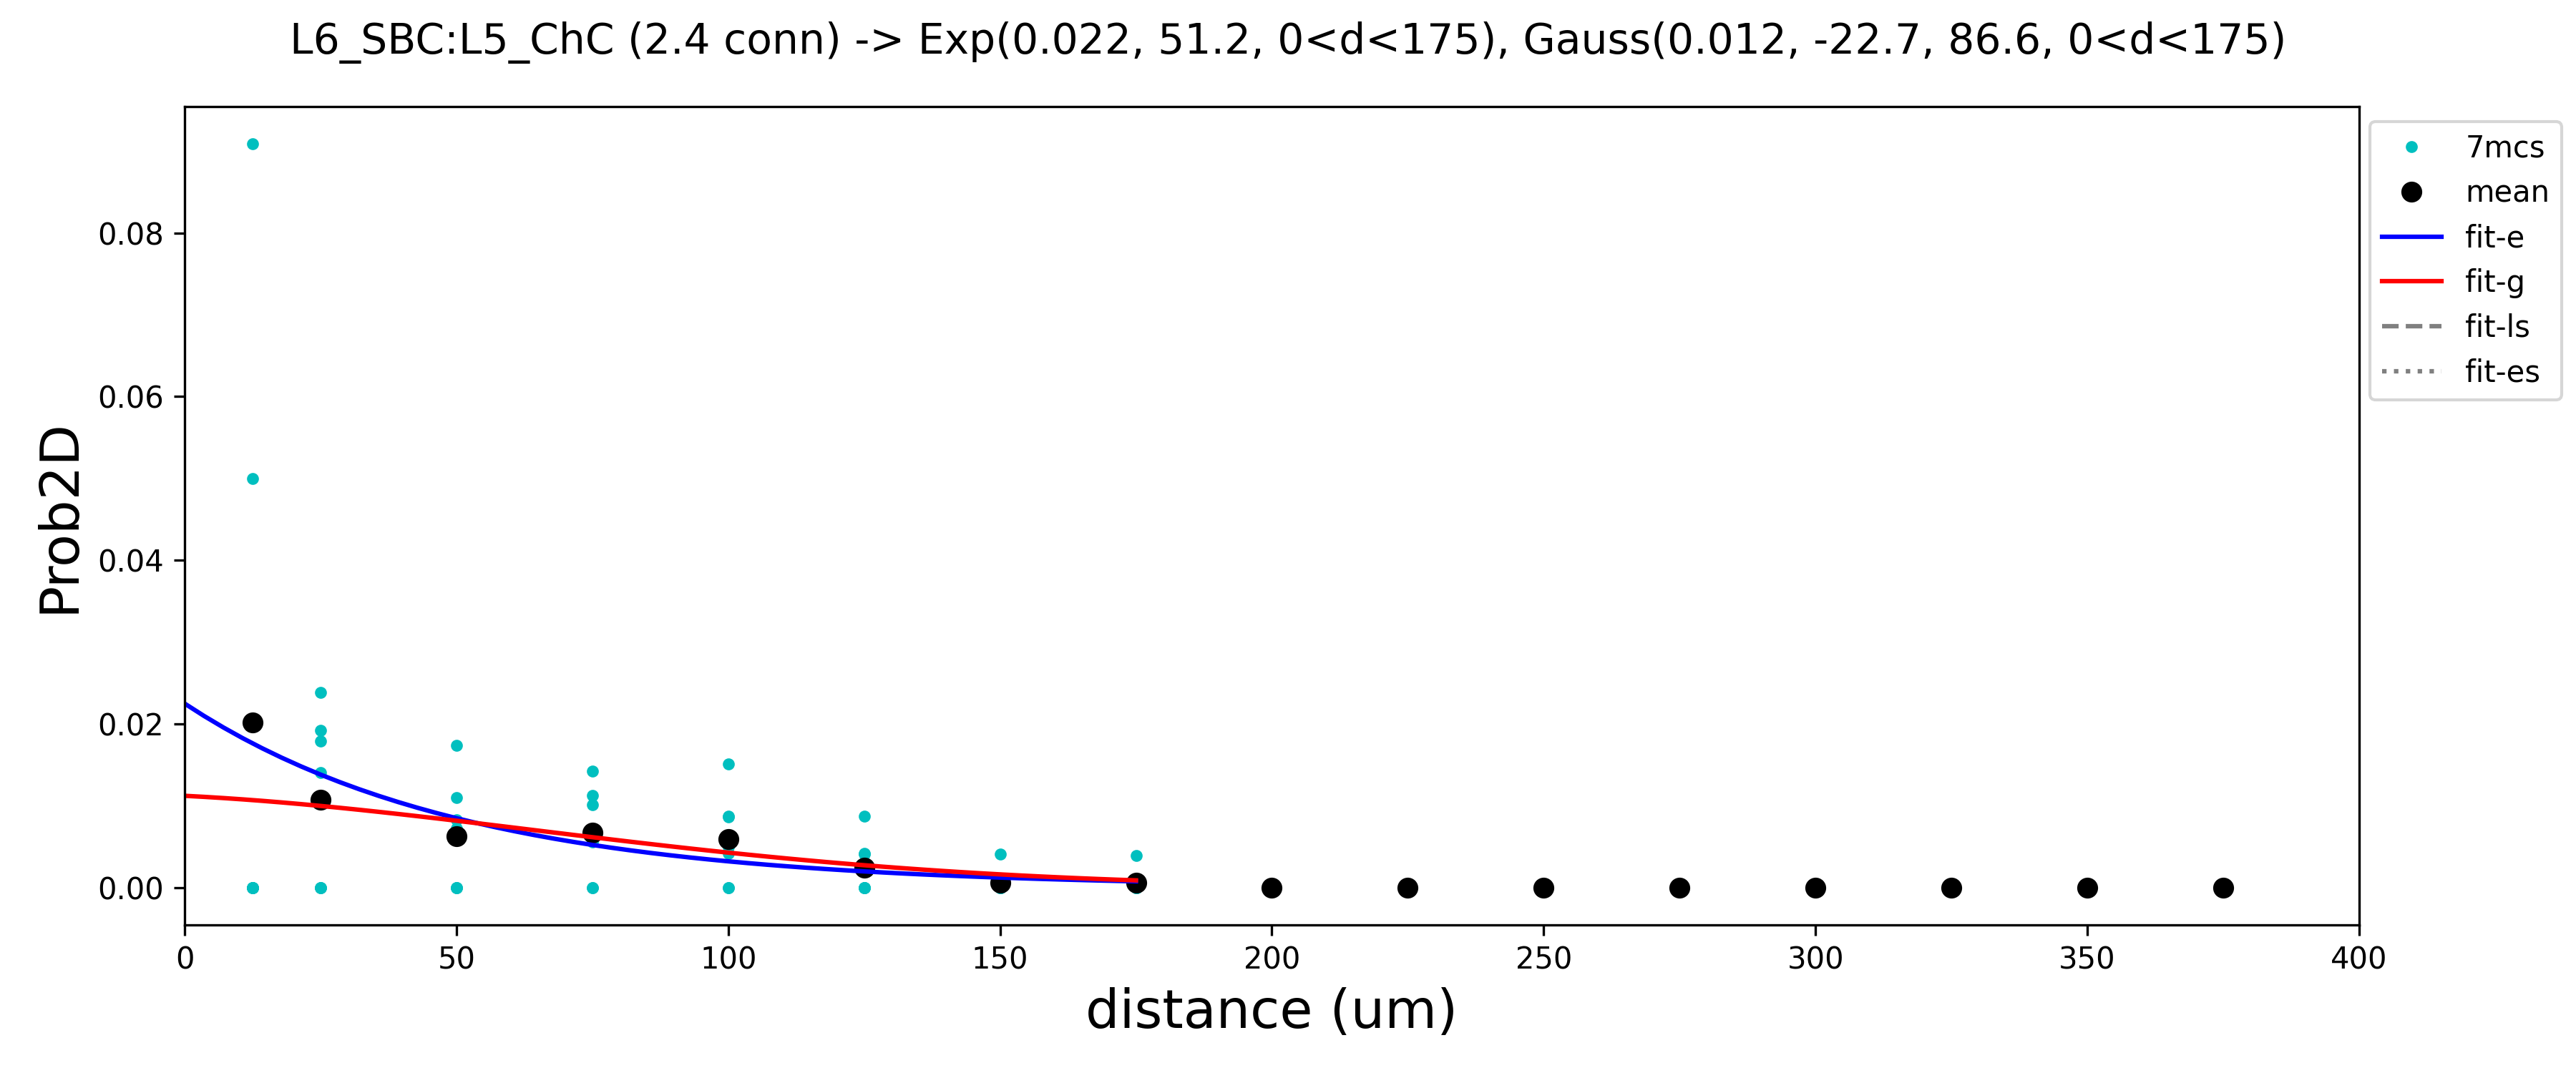 L6_SBC:L5_ChC (2.4 conn) -> Exp(0.022, 51.2, 0<d<175), Gauss(0.012, -22.7, 86.6, 0<d<175)
7mcs
mean
fit-e
fit-g
fit-ls
fit-es
Prob2D
0.08
0.06
0.04
0.02
0.00
0 50 100 150 200 250 300 350 400
distance (um)